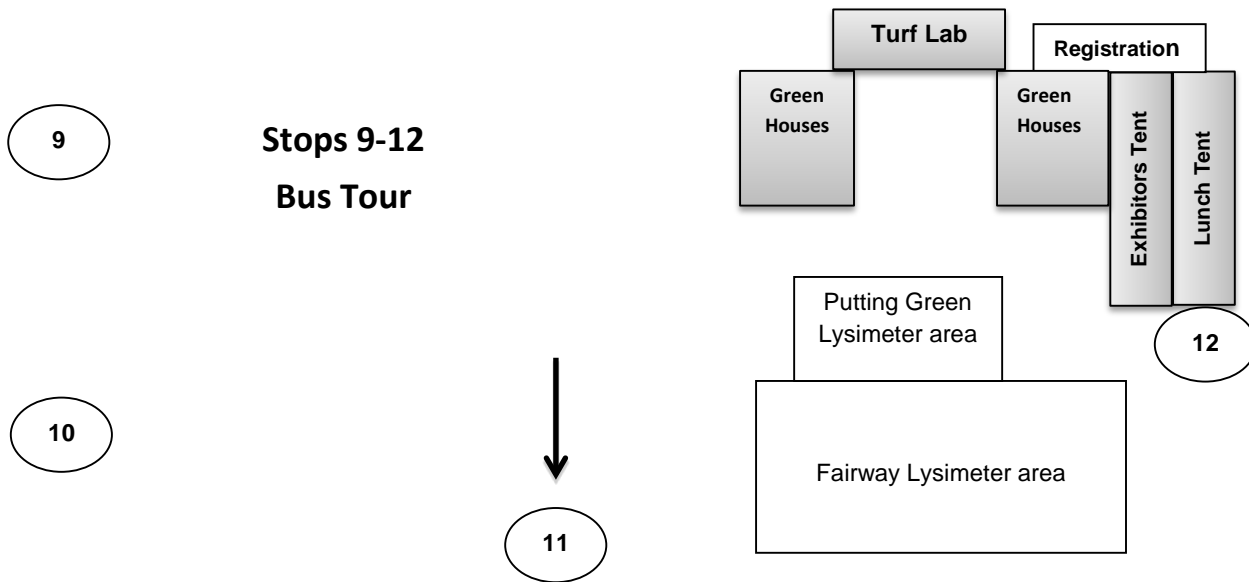 Turf Lab
Registration
Green
Houses
Green
Houses
Exhibitors Tent
Lunch Tent
9
Stops 9-12
Bus Tour
Putting Green
Lysimeter area
12
10
Fairway Lysimeter area
11